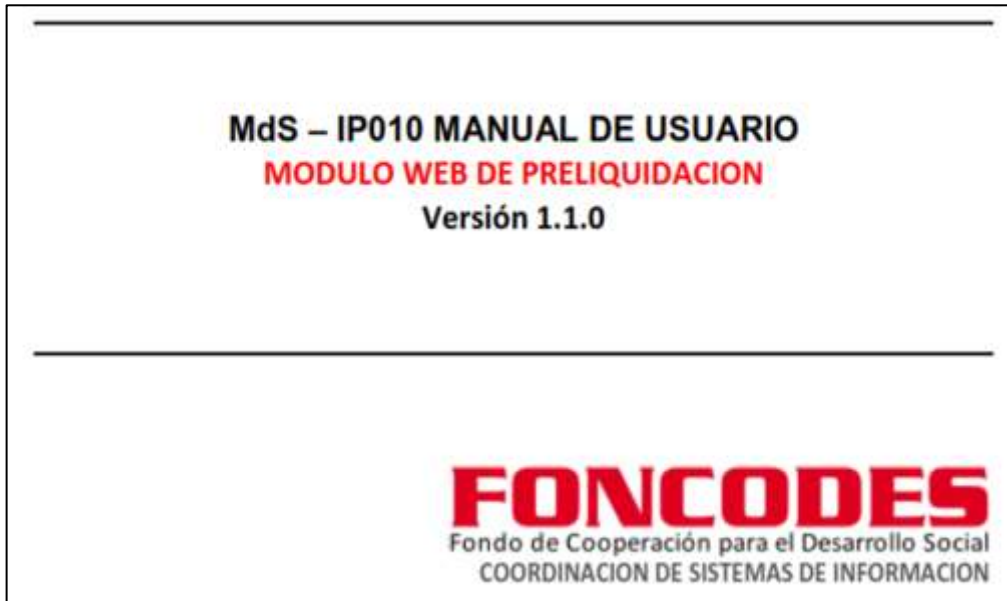 MdS – IP010 MANUAL DE USUARIO
MODULO WEB DE PRELIQUIDACION
Versión 1.1.0
FONCODES
Fondo de Cooperación para el Desarrollo Social
COORDINACION DE SISTEMAS DE INFORMACION